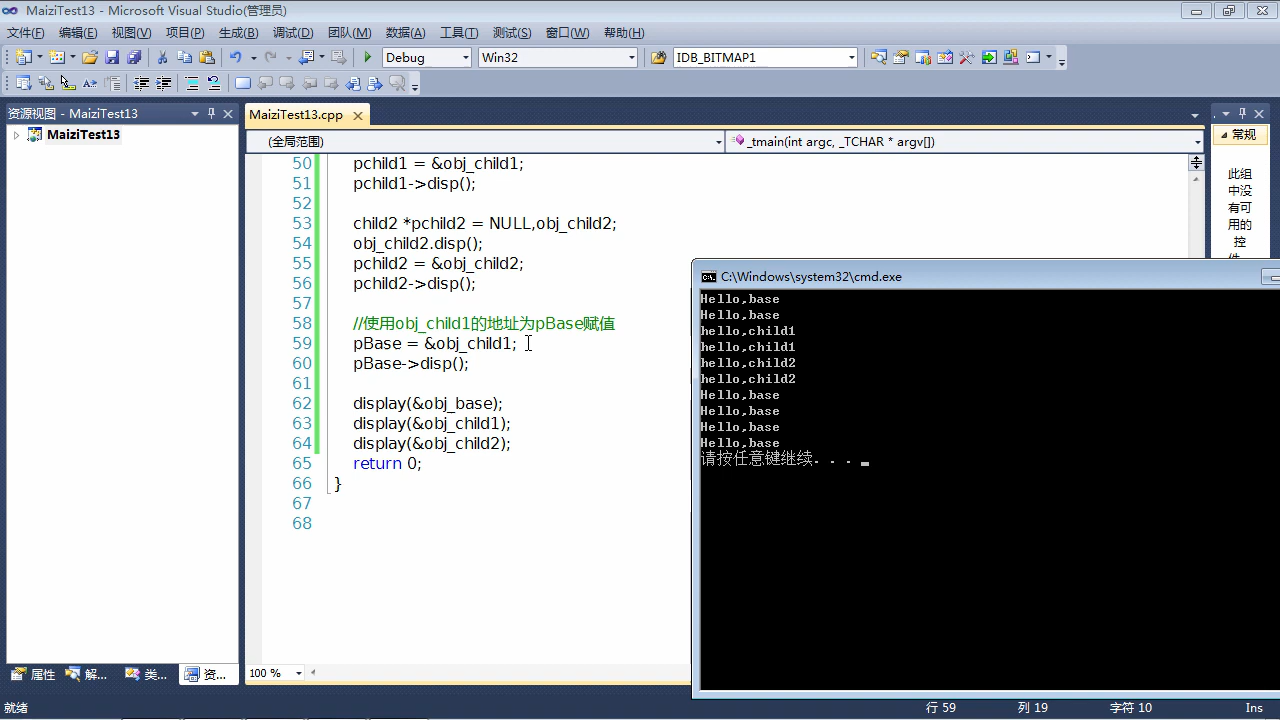 MaiziTest13 - Microsoft Visual Studio(管理员)
文件(F) 编辑(E) 视图(V) 项目(P) 生成(B) 调试(D) 团队(M) 数据(A) 工具(T) 测试(S) 窗口(W) 帮助(H)
Debug Win32 IDB_BITMAP1
资源视图 - MaiziTest13
MaiziTest13
MaiziTest13.cpp
(全局范围)
_tmain(int argc, _TCHAR * argv[])
50 pchild1 = &obj_child1;
51 pchild1->disp();
52
53 child2 *pchild2 = NULL,obj_child2;
54 obj_child2.disp();
55 pchild2 = &obj_child2;
56 pchild2->disp();
57
58 //使用obj_child1的地址为pBase赋值
59 pBase = &obj_child1;
60 pBase->disp();
61
62 display(&obj_base);
63 display(&obj_child1);
64 display(&obj_child2);
65 return 0;
66 }
67
68
100 %
常规
此组
中没
有可
用的
控
C:\Windows\system32\cmd.exe
Hello,base
Hello,base
hello,child1
hello,child1
hello,child2
hello,child2
Hello,base
Hello,base
Hello,base
Hello,base
请按任意键继续. . .
属性 解... 类... 资...
就绪 行 59 列 19 字符 10 Ins